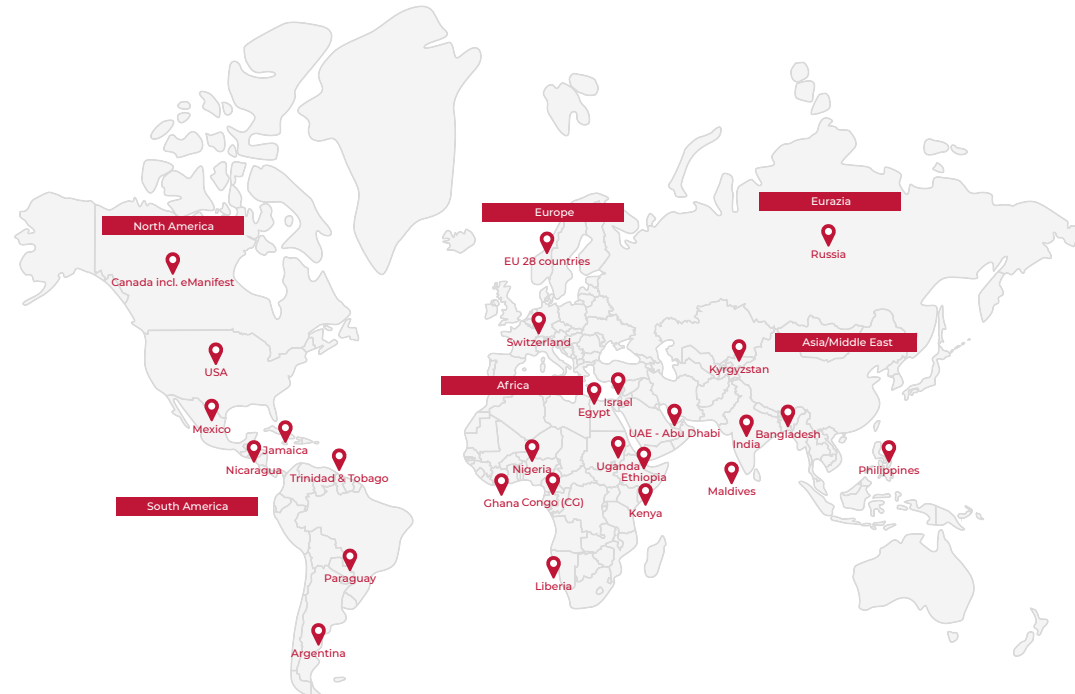 North America
Canada incl. eManifest
USA
Mexico
Jamaica
Nicaragua
Trinidad & Tobago
South America
Paraguay
Argentina
Europe
EU 28 countries
Switzerland
Africa
Egypt
Israel
Nigeria
Uganda
Ethiopia
Ghana
Congo (CG)
Kenya
Liberia
Eurazia
Russia
Asia/Middle East
Kyrgyzstan
UAE - Abu Dhabi
India
Bangladesh
Maldives
Philippines